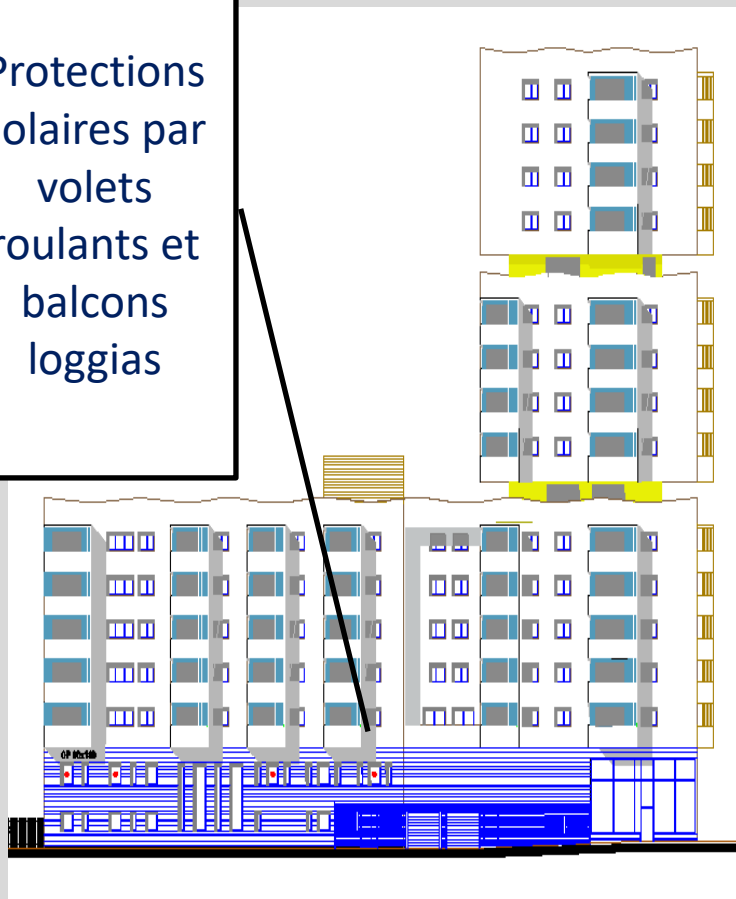 Protections
olaires par
volets
roulants et
balcons
loggias